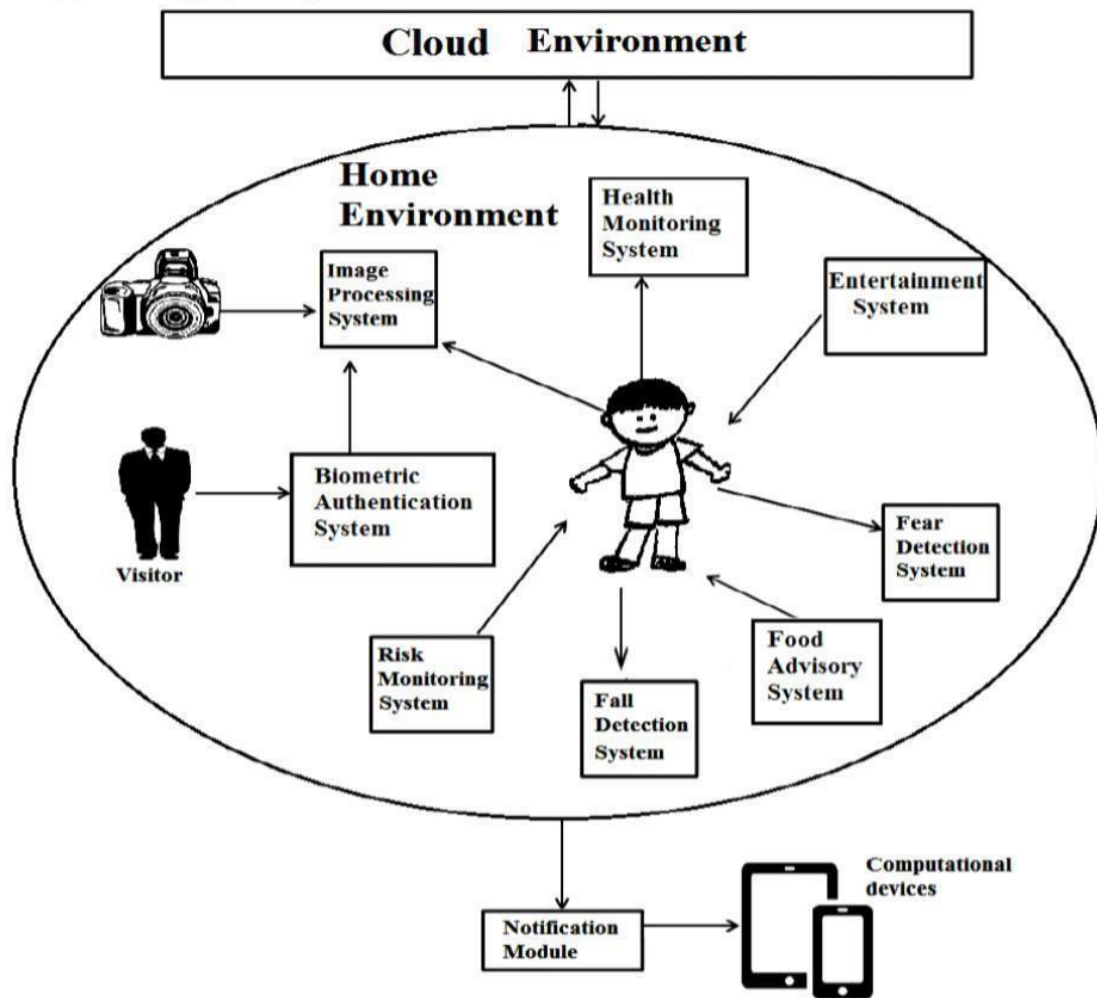 Cloud Environment
Home
Environment
Health
Monitoring
System
Image
Processing
System
Entertainment
System
Biometric
Authentication
System
Visitor
Fear
Detection
System
Risk
Monitoring
System
Food
Advisory
System
Fall
Detection
System
Computational
devices
Notification
Module